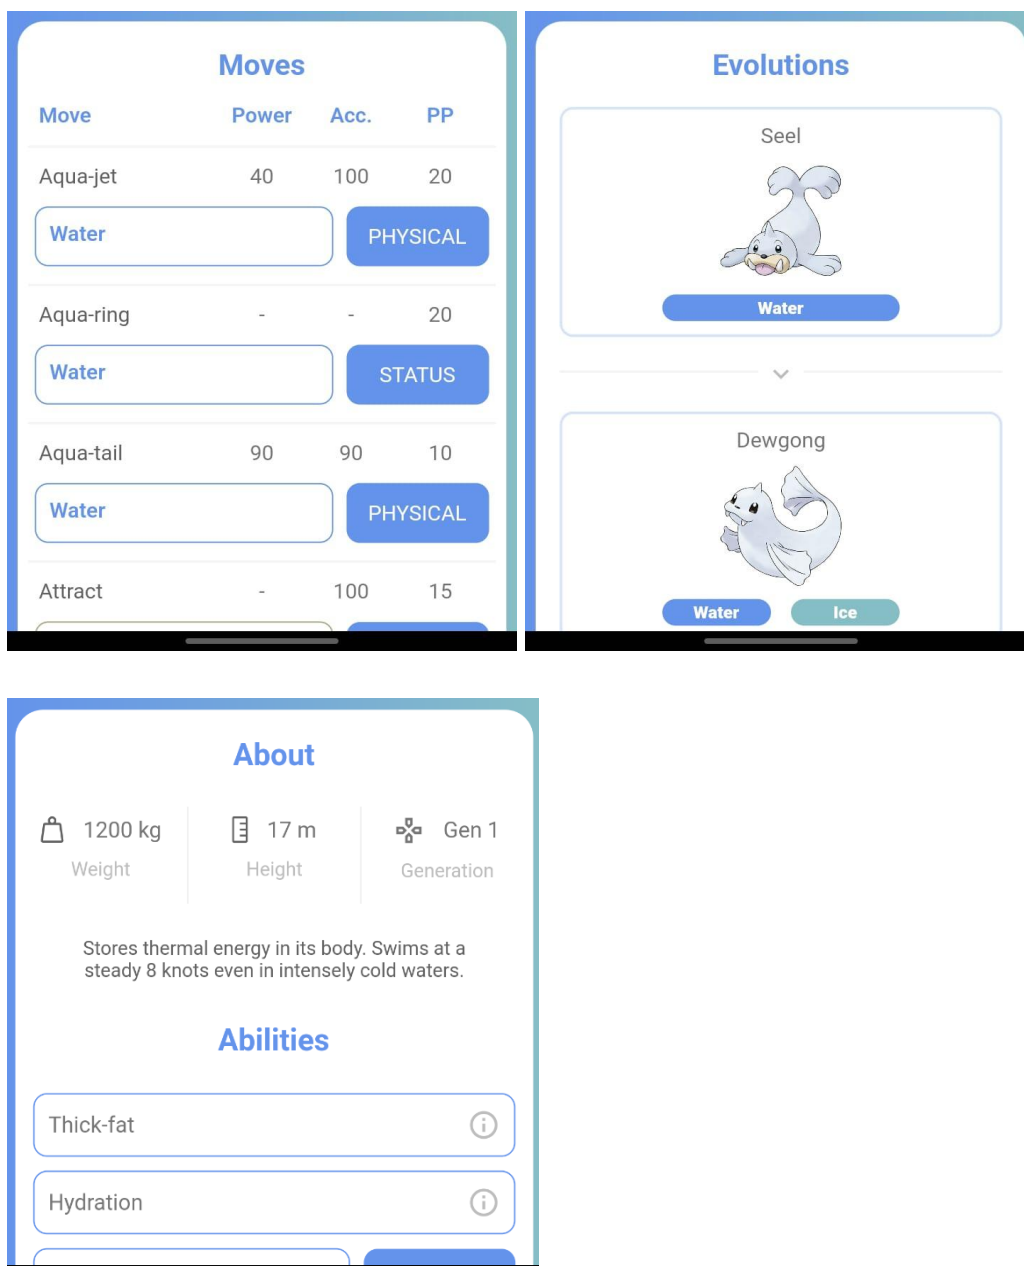 Moves
Move Power Acc. PP
Aqua-jet 40 100 20
Water PHYSICAL
Aqua-ring - - 20
Water STATUS
Aqua-tail 90 90 10
Water PHYSICAL
Attract - 100 15
Evolutions
Seel
Water
Dewgong
Water Ice
About
1200 kg 17 m Gen 1
Weight Height Generation
Stores thermal energy in its body. Swims at a
steady 8 knots even in intensely cold waters.
Abilities
Thick-fat
Hydration